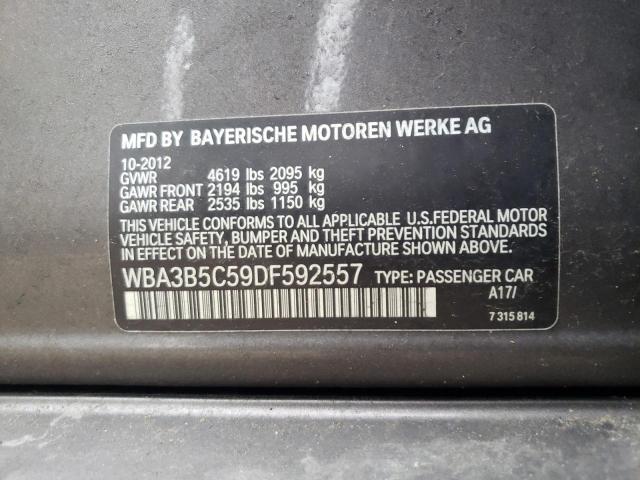 MFD BY BAYERISCHE MOTOREN WERKE AG
10-2012
GVWR 4619 lbs 2095 kg
GAWR FRONT 2194 lbs 995 kg
GAWR REAR 2535 lbs 1150 kg
THIS VEHICLE CONFORMS TO ALL APPLICABLE U.S.FEDERAL MOTOR
VEHICLE SAFETY, BUMPER AND THEFT PREVENTION STANDARDS
IN EFFECT ON THE DATE OF MANUFACTURE SHOWN ABOVE.
WBA3B5C59DF592557 TYPE: PASSENGER CAR
A17/
7 315 814